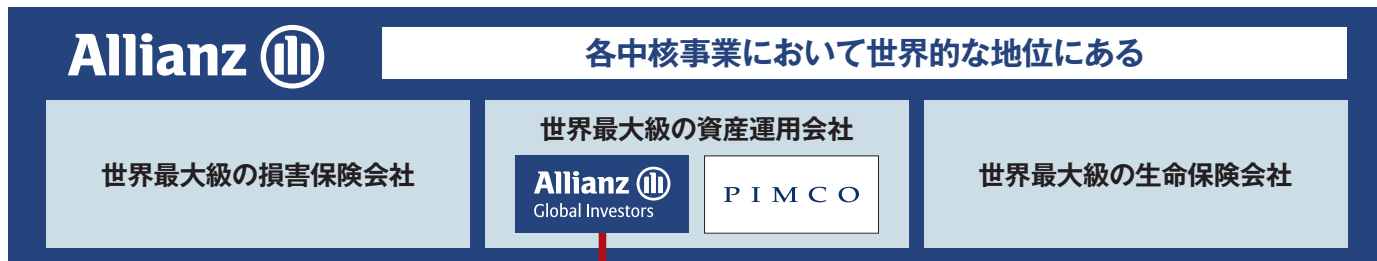 Allianz
各中核事業において世界的な地位にある
世界最大級の損害保険会社
世界最大級の資産運用会社
Allianz
Global Investors
PIMCO
世界最大級の生命保険会社